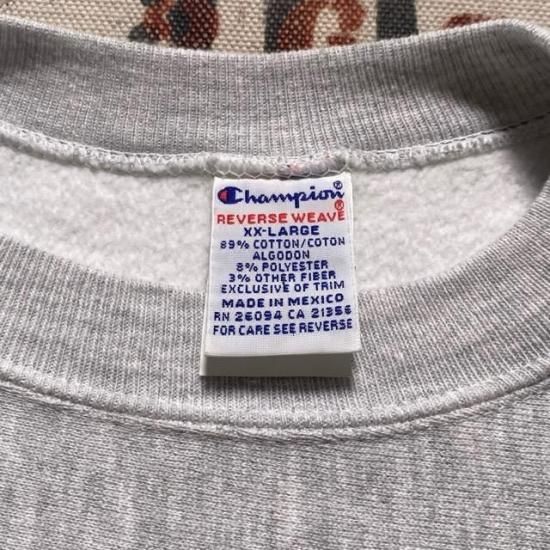 Champion®
REVERSE WEAVE®
XX-LARGE
89% COTTON/COTON
ALGODON
8% POLYESTER
3% OTHER FIBER
EXCLUSIVE OF TRIM
MADE IN MEXICO
RN 26094 CA 21356
FOR CARE SEE REVERSE